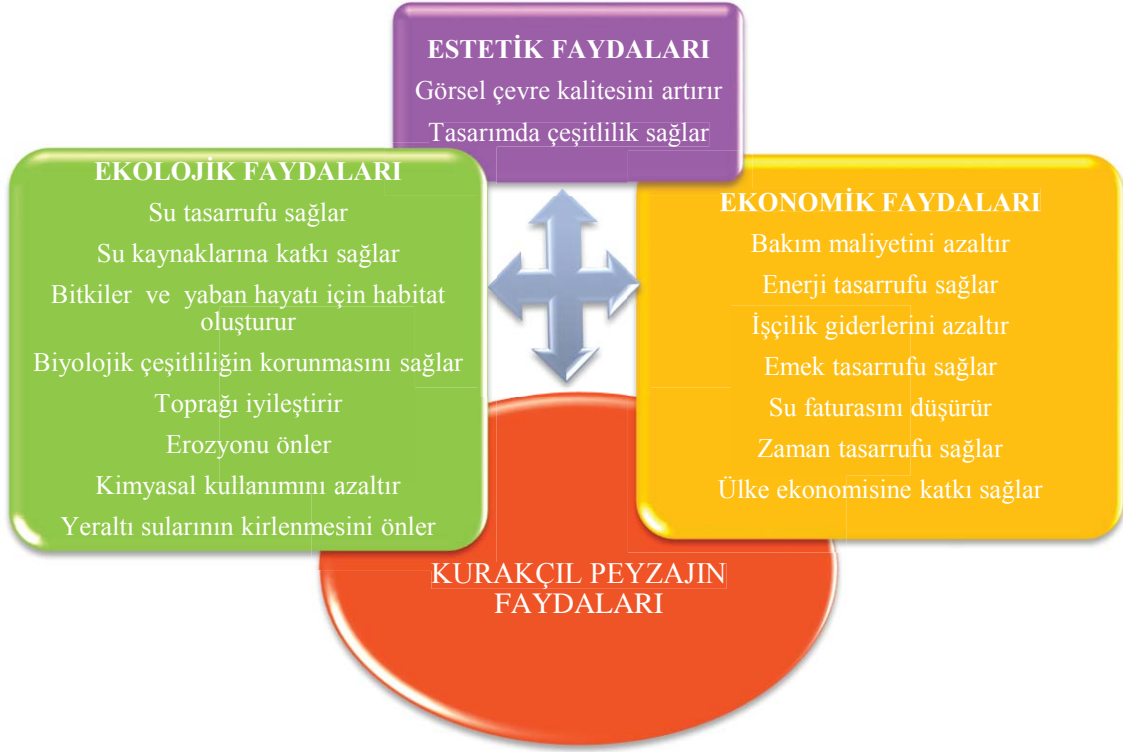 ESTETİK FAYDALARI
Görsel çevre kalitesini artırır
Tasarımda çeşitlilik sağlar
EKOLOJİK FAYDALARI
Su tasarrufu sağlar
Su kaynaklarına katkı sağlar
Bitkiler ve yaban hayatı için habitat
oluşturur
Biyolojik çeşitliliğin korunmasını sağlar
Toprağı iyileştirir
Erozyonu önler
Kimyasal kullanımını azaltır
Yeraltı sularının kirlenmesini önler
EKONOMİK FAYDALARI
Bakım maliyetini azaltır
Enerji tasarrufu sağlar
İşçilik giderlerini azaltır
Emek tasarrufu sağlar
Su faturasını düşürür
Zaman tasarrufu sağlar
Ülke ekonomisine katkı sağlar
KURAKÇIL PEYZAJIN
FAYDALARI